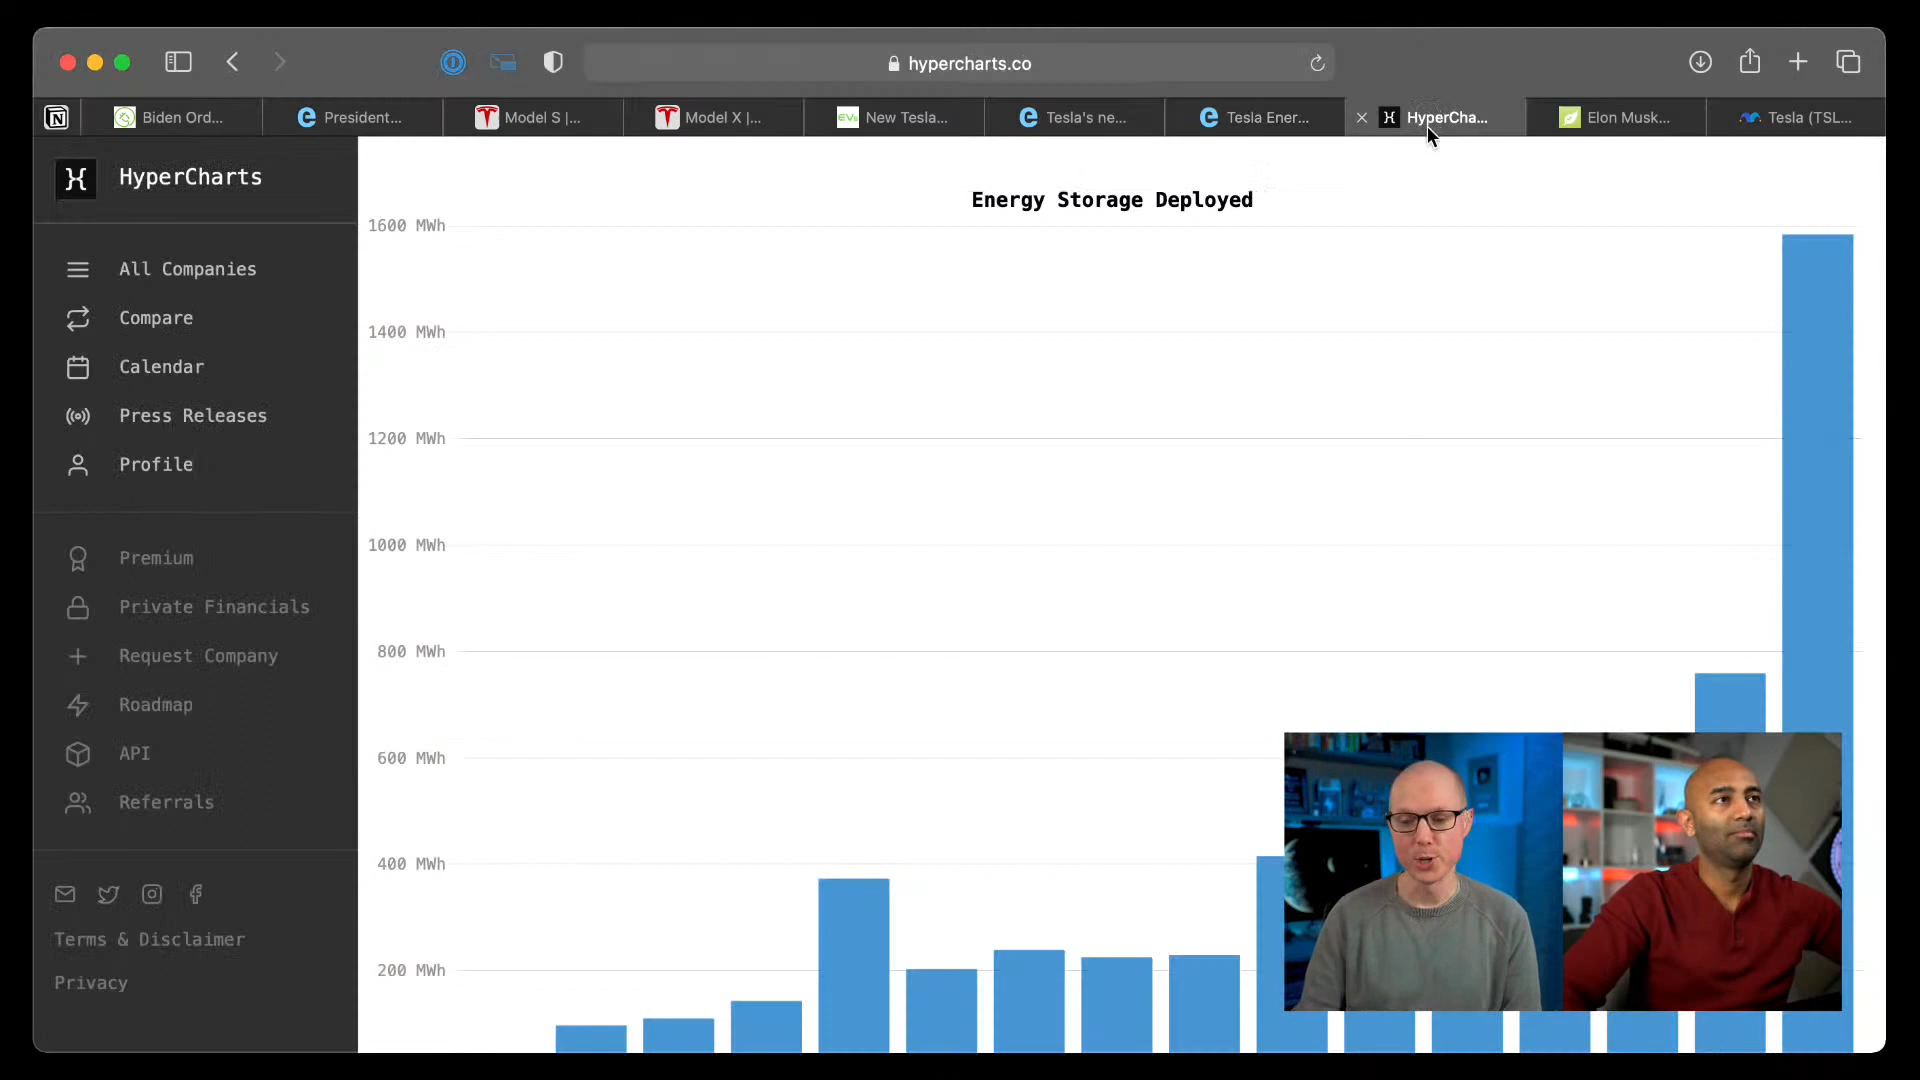 hypercharts.co
Biden Ord...
President...
Model S |...
Model X |...
New Tesla...
Tesla's ne...
Tesla Ener...
HyperCha...
Elon Musk...
Tesla (TSL...
HyperCharts
All Companies
Compare
Calendar
Press Releases
Profile
Premium
Private Financials
Request Company
Roadmap
API
Referrals
Terms & Disclaimer
Privacy
Energy Storage Deployed
1600 MWh
1400 MWh
1200 MWh
1000 MWh
800 MWh
600 MWh
400 MWh
200 MWh